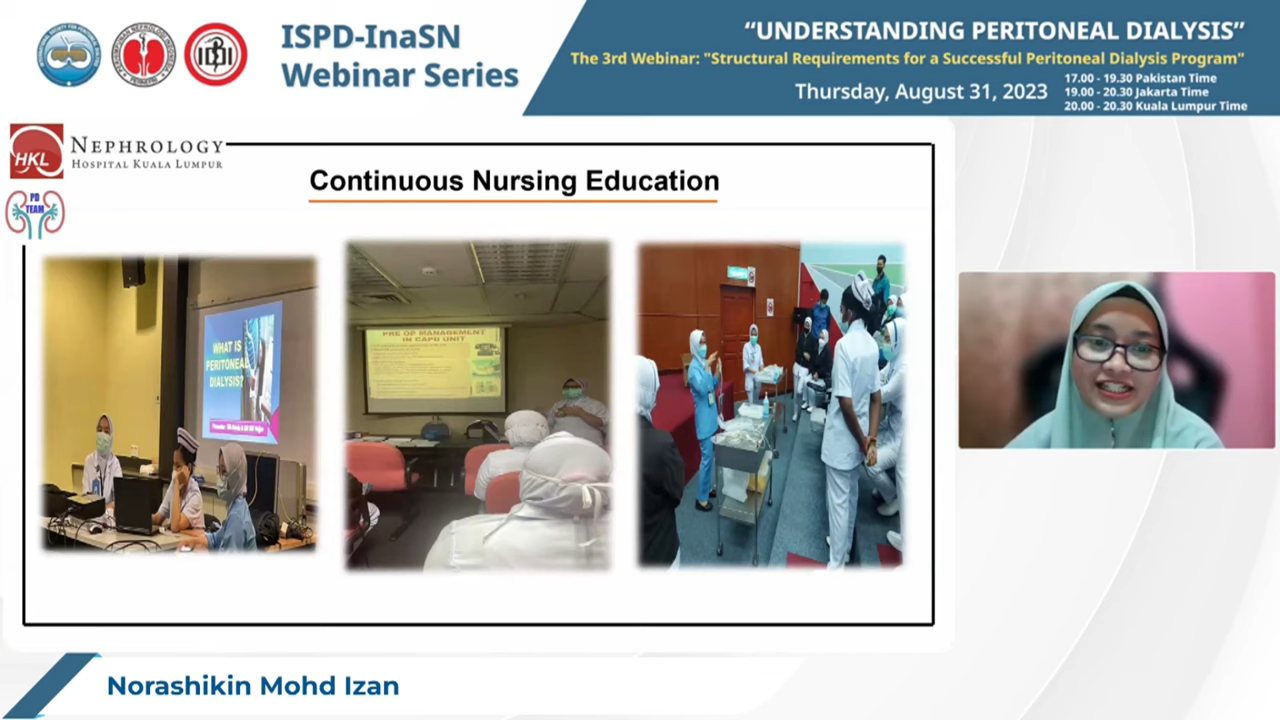 ISPD-InaSN
Webinar Series
“UNDERSTANDING PERITONEAL DIALYSIS”
The 3rd Webinar: "Structural Requirements for a Successful Peritoneal Dialysis Program"
Thursday, August 31, 2023
17.00 - 19.30 Pakistan Time
19.00 - 20.30 Jakarta Time
20.00 - 20.30 Kuala Lumpur Time
HKL
NEPHROLOGY
HOSPITAL KUALA LUMPUR
PD
TEAM
Continuous Nursing Education
WHAT IS
PERITONEAL
DIALYSIS?
PRE OP MANAGEMENT
IN CAPD UNIT
Norashikin Mohd Izan